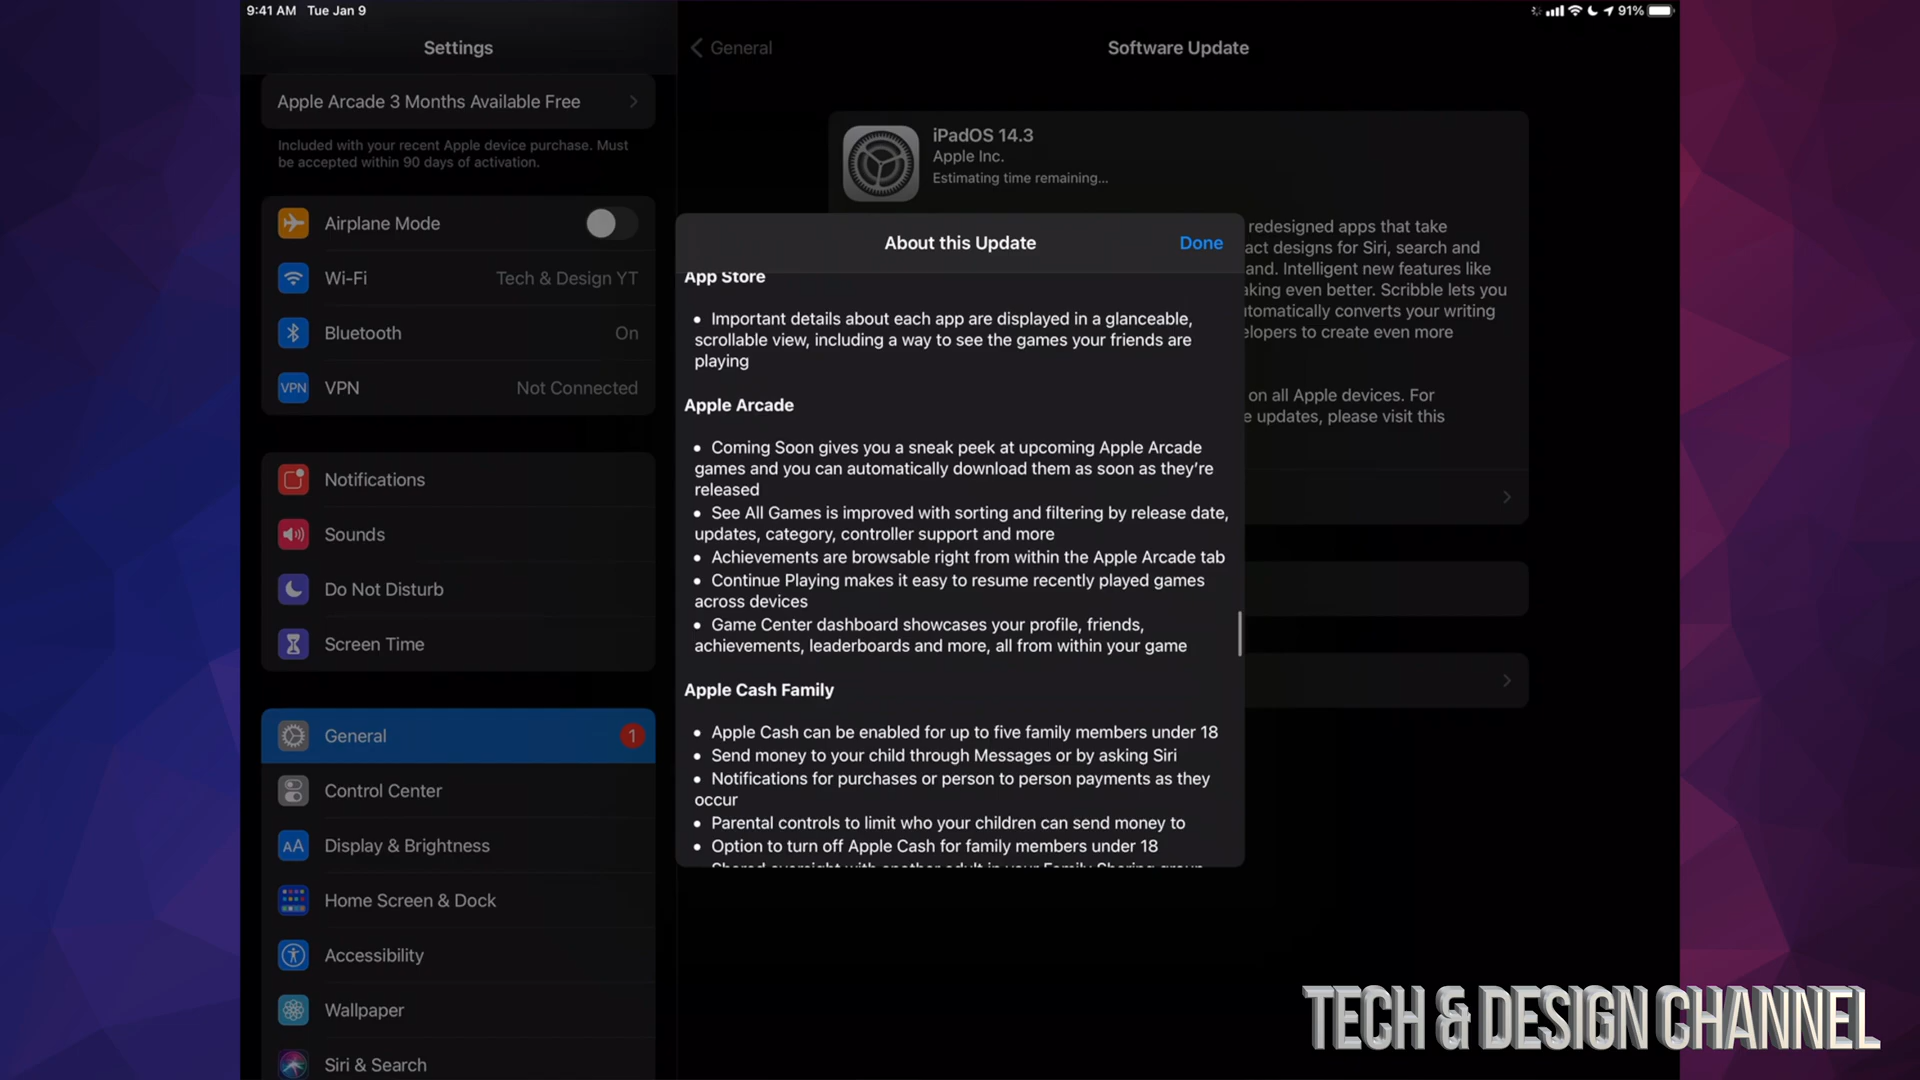 9:41 AM Tue Jan 9
91%
Settings
General
Software Update
Apple Arcade 3 Months Available Free
Included with your recent Apple device purchase. Must
be accepted within 90 days of activation.
Airplane Mode
Wi-Fi
Tech & Design YT
Bluetooth
On
VPN
VPN
Not Connected
Notifications
Sounds
Do Not Disturb
Screen Time
General
1
Control Center
AA
Display & Brightness
Home Screen & Dock
Accessibility
Wallpaper
Siri & Search
iPadOS 14.3
Apple Inc.
Estimating time remaining...
redesigned apps that take
act designs for Siri, search and
and. Intelligent new features like
aking even better. Scribble lets you
utomatically converts your writing
elopers to create even more
on all Apple devices. For
e updates, please visit this
About this Update
Done
App Store
• Important details about each app are displayed in a glanceable,
scrollable view, including a way to see the games your friends are
playing
Apple Arcade
• Coming Soon gives you a sneak peek at upcoming Apple Arcade
games and you can automatically download them as soon as they’re
released
• See All Games is improved with sorting and filtering by release date,
updates, category, controller support and more
• Achievements are browsable right from within the Apple Arcade tab
• Continue Playing makes it easy to resume recently played games
across devices
• Game Center dashboard showcases your profile, friends,
achievements, leaderboards and more, all from within your game
Apple Cash Family
• Apple Cash can be enabled for up to five family members under 18
• Send money to your child through Messages or by asking Siri
• Notifications for purchases or person to person payments as they
occur
• Parental controls to limit who your children can send money to
• Option to turn off Apple Cash for family members under 18
Shared oversight with another adult in your Family Sharing group
TECH & DESIGN CHANNEL